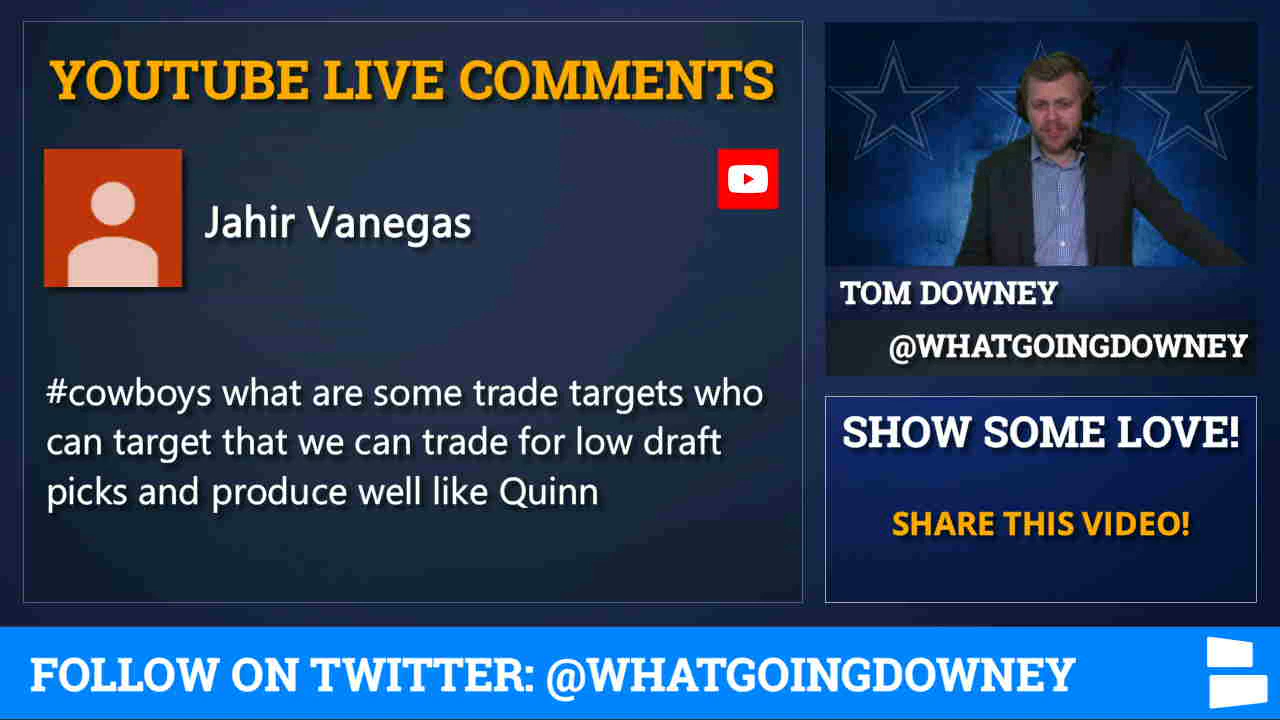 YOUTUBE LIVE COMMENTS
Jahir Vanegas
#cowboys what are some trade targets who
can target that we can trade for low draft
picks and produce well like Quinn
TOM DOWNEY
@WHATGOINGDOWNEY
SHOW SOME LOVE!
SHARE THIS VIDEO!
FOLLOW ON TWITTER: @WHATGOINGDOWNEY